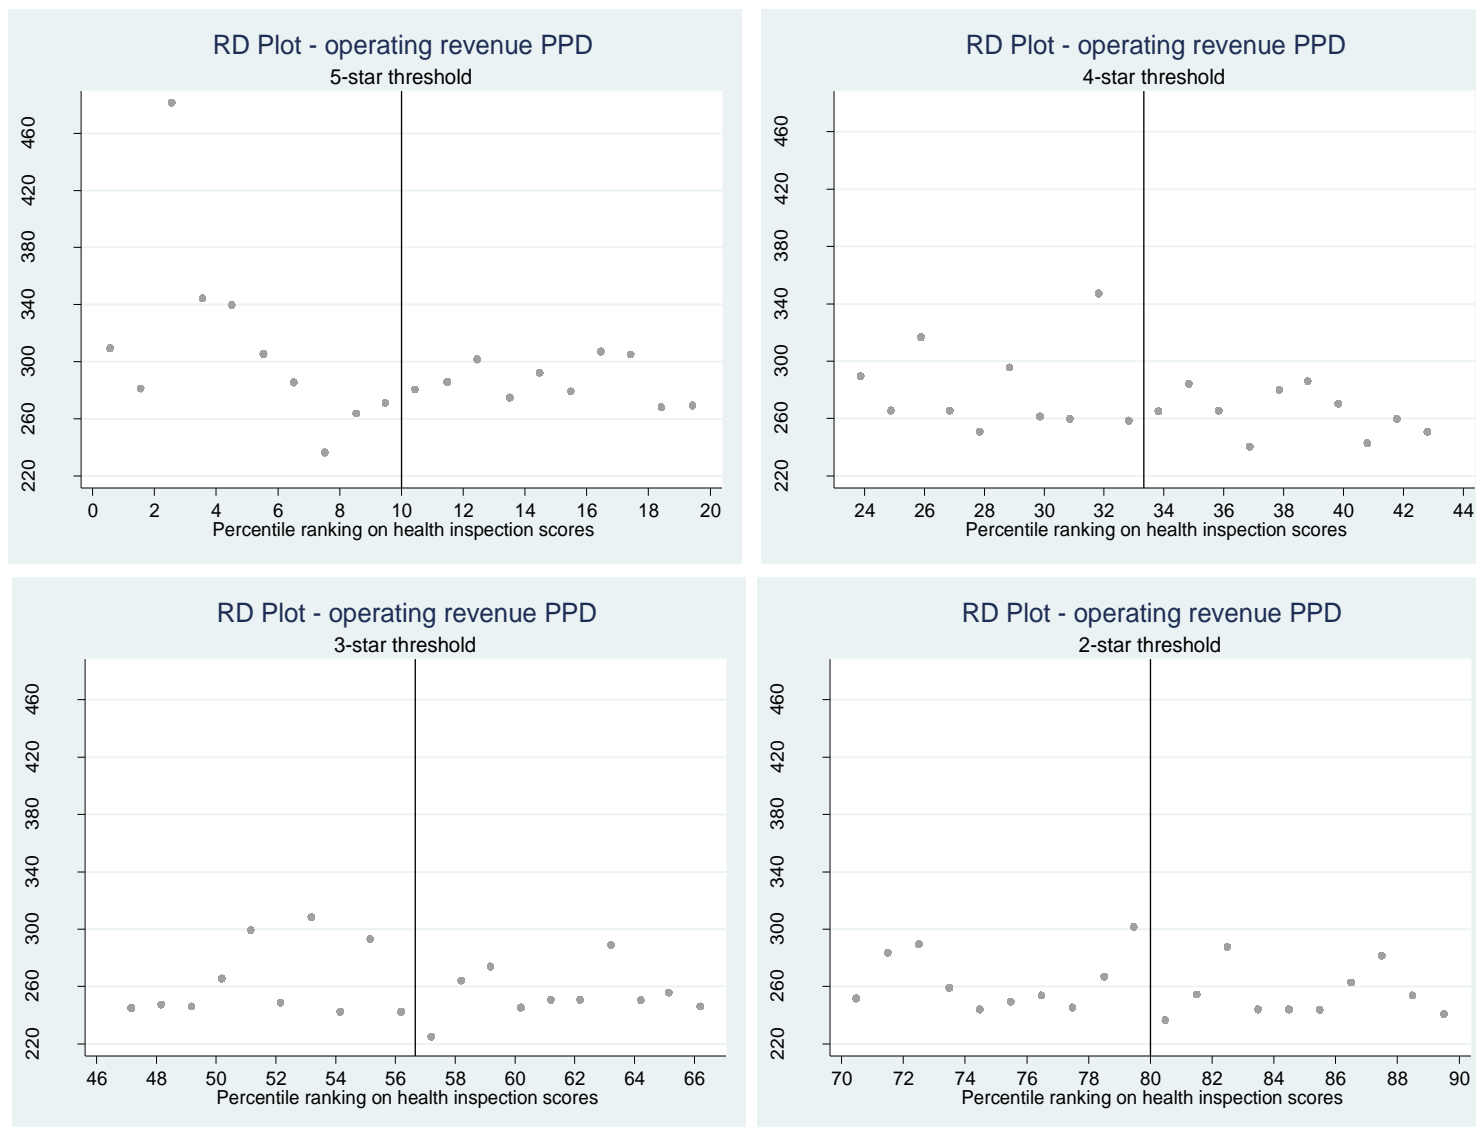 RD Plot - operating revenue PPD
5-star threshold
460
420
380
340
300
260
220
0 2 4 6 8 10 12 14 16 18 20
Percentile ranking on health inspection scores
RD Plot - operating revenue PPD
4-star threshold
460
420
380
340
300
260
220
24 26 28 30 32 34 36 38 40 42 44
Percentile ranking on health inspection scores
RD Plot - operating revenue PPD
3-star threshold
460
420
380
340
300
260
220
46 48 50 52 54 56 58 60 62 64 66
Percentile ranking on health inspection scores
RD Plot - operating revenue PPD
2-star threshold
460
420
380
340
300
260
220
70 72 74 76 78 80 82 84 86 88 90
Percentile ranking on health inspection scores